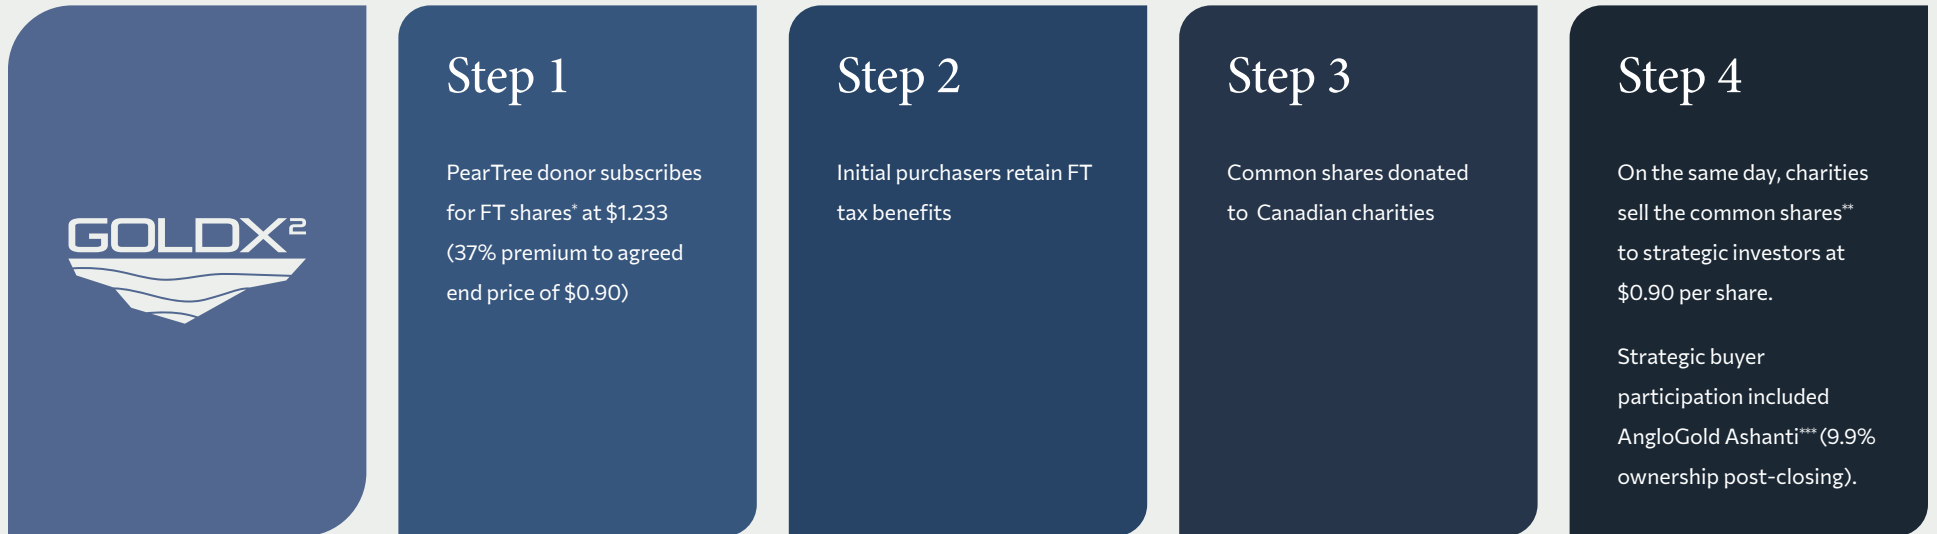 GOLDX²
Step 1
PearTree donor subscribes
for FT shares* at $1.233
(37% premium to agreed
end price of $0.90)
Step 2
Initial purchasers retain FT
tax benefits
Step 3
Common shares donated
to Canadian charities
Step 4
On the same day, charities
sell the common shares**
to strategic investors at
$0.90 per share.
Strategic buyer
participation included
AngloGold Ashanti*** (9.9%
ownership post-closing).